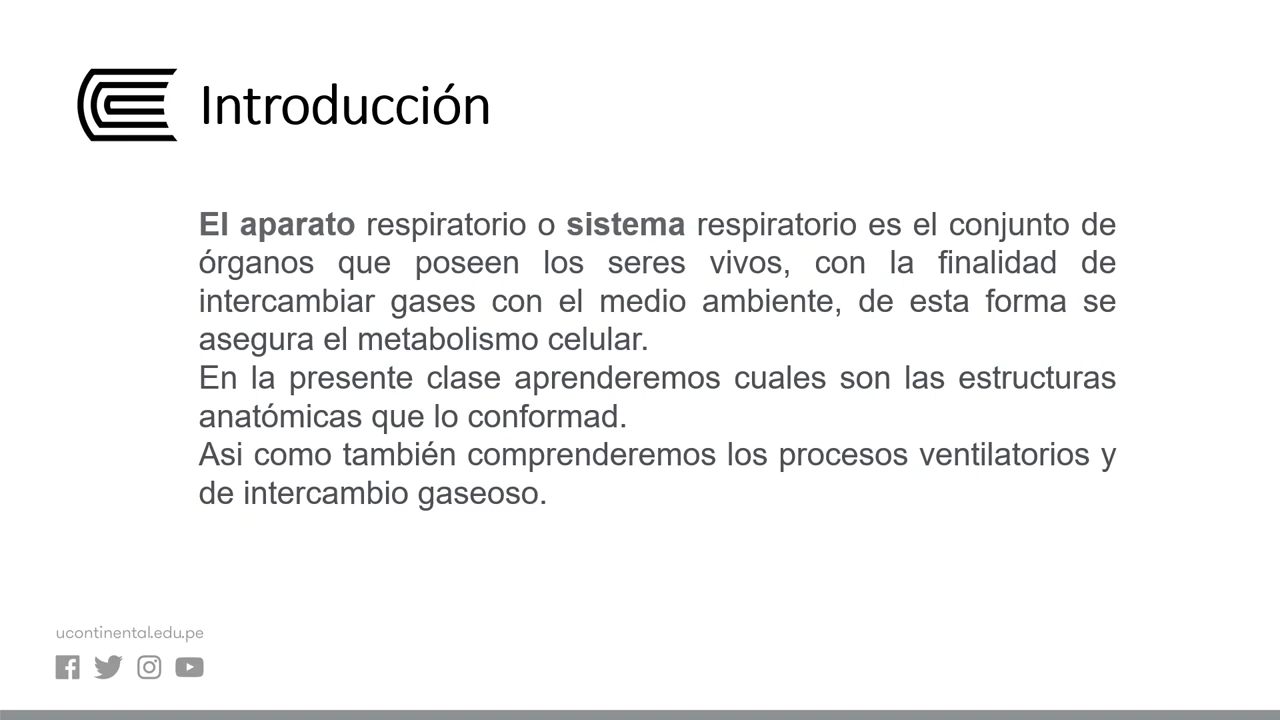 Introducción
El aparato respiratorio o sistema respiratorio es el conjunto de
órganos que poseen los seres vivos, con la finalidad de
intercambiar gases con el medio ambiente, de esta forma se
asegura el metabolismo celular.
En la presente clase aprenderemos cuales son las estructuras
anatómicas que lo conformad.
Asi como también comprenderemos los procesos ventilatorios y
de intercambio gaseoso.
ucontinental.edu.pe